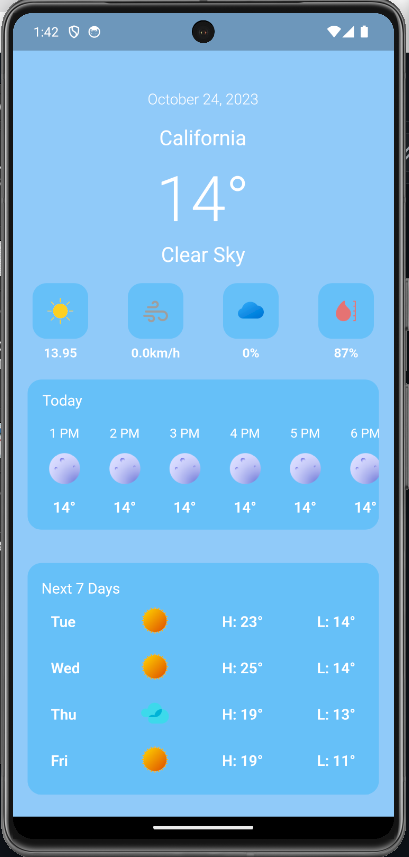 1:42
October 24, 2023
California
14°
Clear Sky
13.95 0.0km/h 0% 87%
Today
1 PM 2 PM 3 PM 4 PM 5 PM 6 PM
14° 14° 14° 14° 14° 14°
Next 7 Days
Tue H: 23° L: 14°
Wed H: 25° L: 14°
Thu H: 19° L: 13°
Fri H: 19° L: 11°